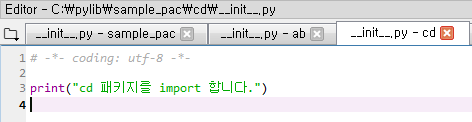 Editor - C:₩pylib₩sample_pac₩cd₩__init__.py
__init__.py - sample_pac
__init__.py - ab
__init__.py - cd
1 # -*- coding: utf-8 -*-
2
3 print("cd 패키지를 import 합니다.")
4